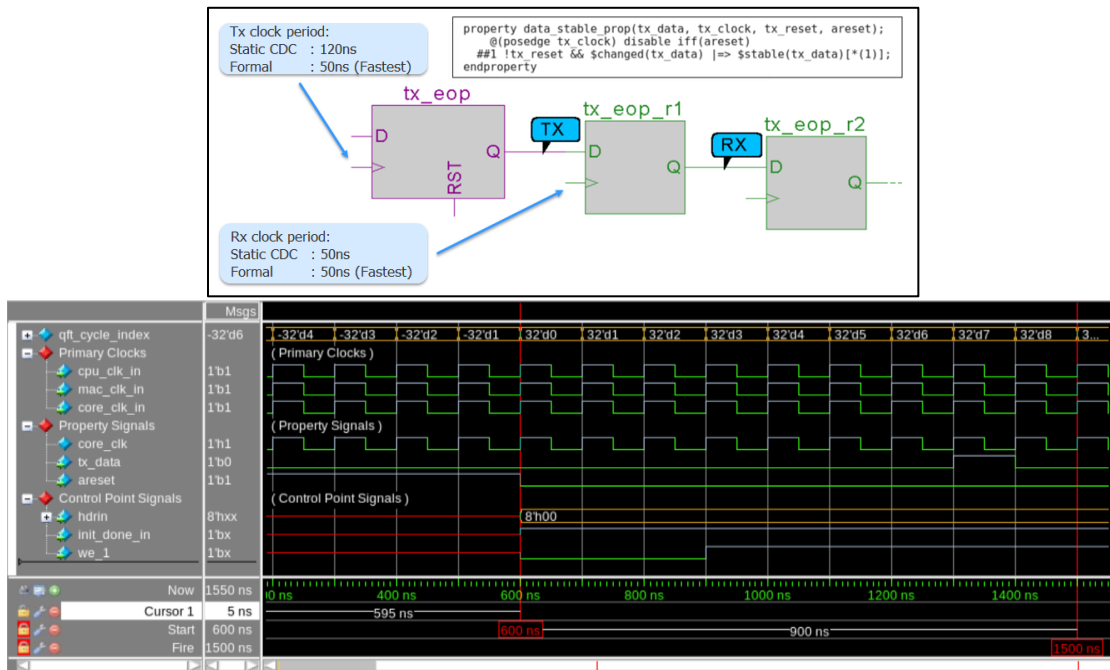 Tx clock period:
Static CDC : 120ns
Formal : 50ns (Fastest)
property data_stable_prop(tx_data, tx_clock, tx_reset, areset);
@(posedge tx_clock) disable iff(areset)
##1 !tx_reset && $changed(tx_data) |=> $stable(tx_data)[*(1)];
endproperty
tx_eop
tx_eop_r1
tx_eop_r2
TX
RX
D
Q
RST
D
Q
D
Q
Rx clock period:
Static CDC : 50ns
Formal : 50ns (Fastest)
Msgs
qft_cycle_index -32'd6 -32'd4 -32'd3 -32'd2 -32'd1 32'd0 32'd1 32'd2 32'd3 32'd4 32'd5 32'd6 32'd7 32'd8 3...
Primary Clocks ( Primary Clocks )
cpu_clk_in 1'b1
mac_clk_in 1'b1
core_clk_in 1'b1
Property Signals ( Property Signals )
core_clk 1'h1
tx_data 1'b0
areset 1'b1
Control Point Signals ( Control Point Signals )
hdrin 8'hxx 8'h00
init_done_in 1'bx
we_1 1'bx
Now 1550 ns 00 ns 400 ns 600 ns 800 ns 1000 ns 1200 ns 1400 ns
Cursor 1 5 ns 595 ns
Start 600 ns 600 ns 900 ns
Fire 1500 ns 1500 ns